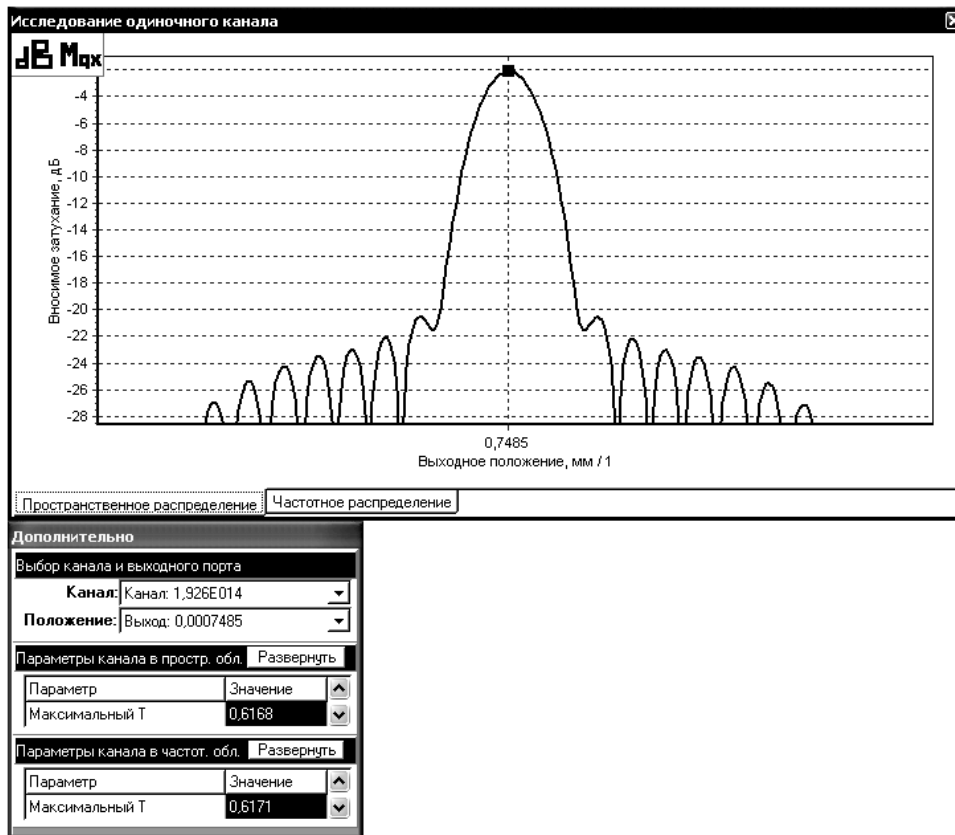 Исследование одиночного канала
dB Mqx
Вносимое затухание, дБ
-4
-6
-8
-10
-12
-14
-16
-18
-20
-22
-24
-26
-28
0,7485
Выходное положение, мм / 1
Пространственное распределение Частотное распределение
Дополнительно
Выбор канала и выходного порта
Канал: Канал: 1,926E014
Положение: Выход: 0,0007485
Параметры канала в простр. обл. Развернуть
Параметр Значение
Максимальный T 0,6168
Параметры канала в частот. обл. Развернуть
Параметр Значение
Максимальный T 0,6171